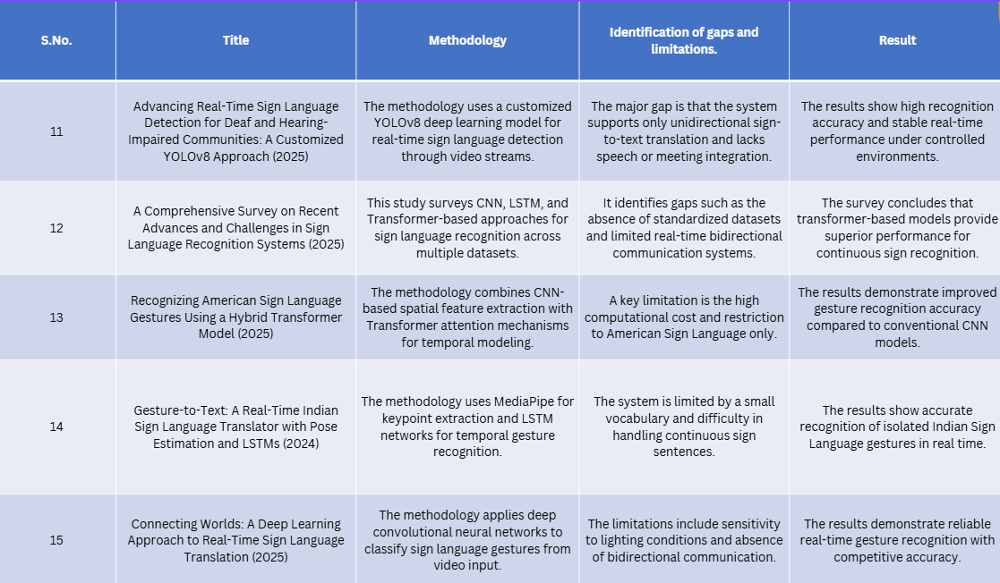 S.No.
Title
Methodology
Identification of gaps and
limitations.
Result
11
Advancing Real-Time Sign Language
Detection for Deaf and Hearing-
Impaired Communities: A Customized
YOLOv8 Approach (2025)
The methodology uses a customized
YOLOv8 deep learning model for
real-time sign language detection
through video streams.
The major gap is that the system
supports only unidirectional sign-
to-text translation and lacks
speech or meeting integration.
The results show high recognition
accuracy and stable real-time
performance under controlled
environments.
12
A Comprehensive Survey on Recent
Advances and Challenges in Sign
Language Recognition Systems (2025)
This study surveys CNN, LSTM, and
Transformer-based approaches for
sign language recognition across
multiple datasets.
It identifies gaps such as the
absence of standardized datasets
and limited real-time bidirectional
communication systems.
The survey concludes that
transformer-based models provide
superior performance for
continuous sign recognition.
13
Recognizing American Sign Language
Gestures Using a Hybrid Transformer
Model (2025)
The methodology combines CNN-
based spatial feature extraction with
Transformer attention mechanisms
for temporal modeling.
A key limitation is the high
computational cost and restriction
to American Sign Language only.
The results demonstrate improved
gesture recognition accuracy
compared to conventional CNN
models.
14
Gesture-to-Text: A Real-Time Indian
Sign Language Translator with Pose
Estimation and LSTMs (2024)
The methodology uses MediaPipe for
keypoint extraction and LSTM
networks for temporal gesture
recognition.
The system is limited by a small
vocabulary and difficulty in
handling continuous sign
sentences.
The results show accurate
recognition of isolated Indian Sign
Language gestures in real time.
15
Connecting Worlds: A Deep Learning
Approach to Real-Time Sign Language
Translation (2025)
The methodology applies deep
convolutional neural networks to
classify sign language gestures from
video input.
The limitations include sensitivity
to lighting conditions and absence
of bidirectional communication.
The results demonstrate reliable
real-time gesture recognition with
competitive accuracy.